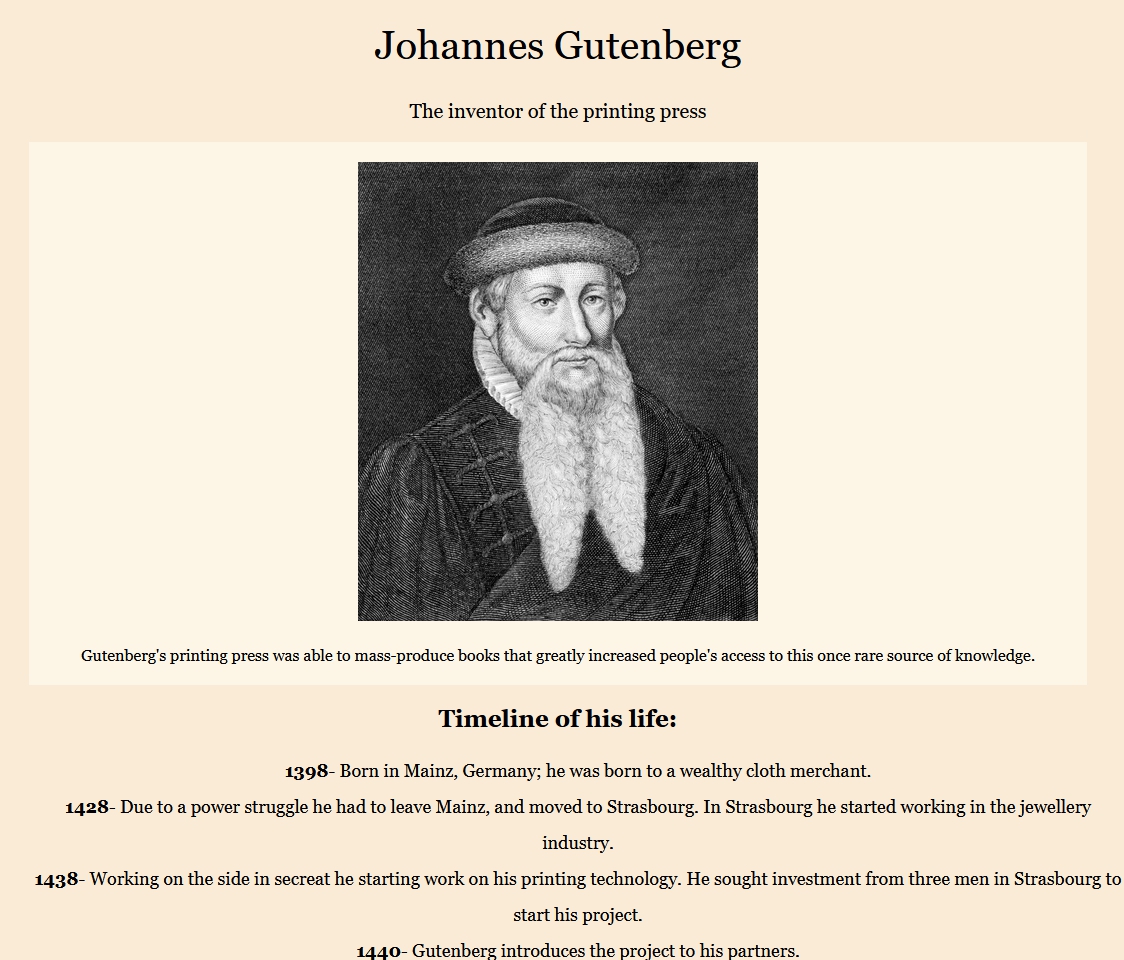 Johannes Gutenberg
The inventor of the printing press
Gutenberg's printing press was able to mass-produce books that greatly increased people's access to this once rare source of knowledge.
Timeline of his life:
1398- Born in Mainz, Germany; he was born to a wealthy cloth merchant.
1428- Due to a power struggle he had to leave Mainz, and moved to Strasbourg. In Strasbourg he started working in the jewellery
industry.
1438- Working on the side in secreat he starting work on his printing technology. He sought investment from three men in Strasbourg to
start his project.
1440- Gutenberg introduces the project to his partners.